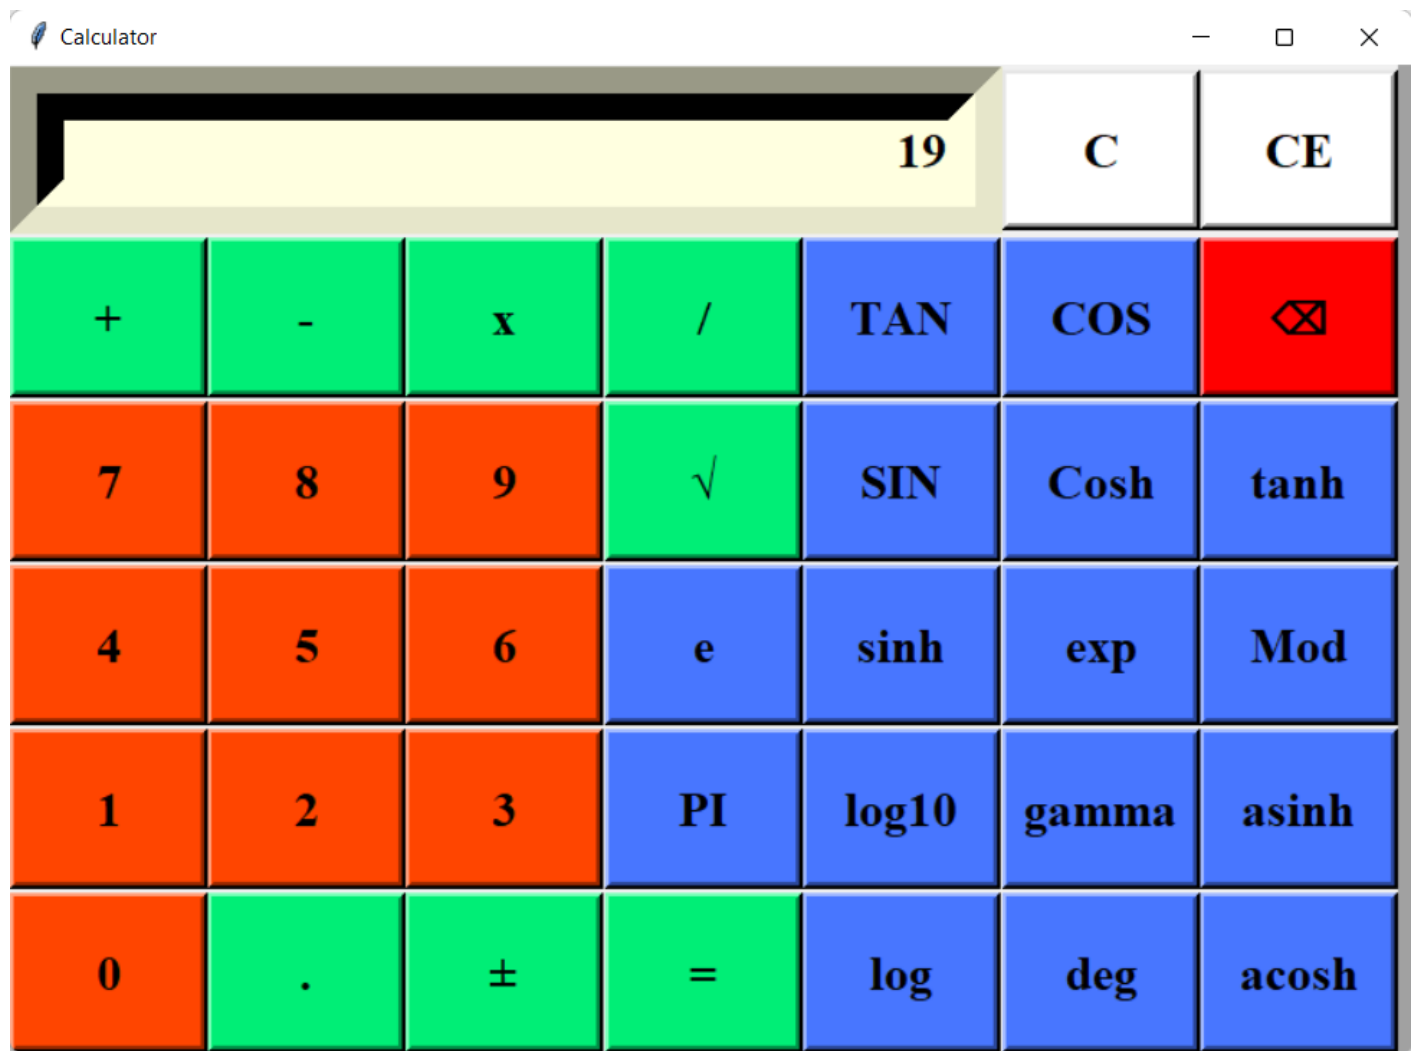 Calculator
19 C CE
+ - x / TAN COS ⌫
7 8 9 √ SIN Cosh tanh
4 5 6 e sinh exp Mod
1 2 3 PI log10 gamma asinh
0 . ± = log deg acosh